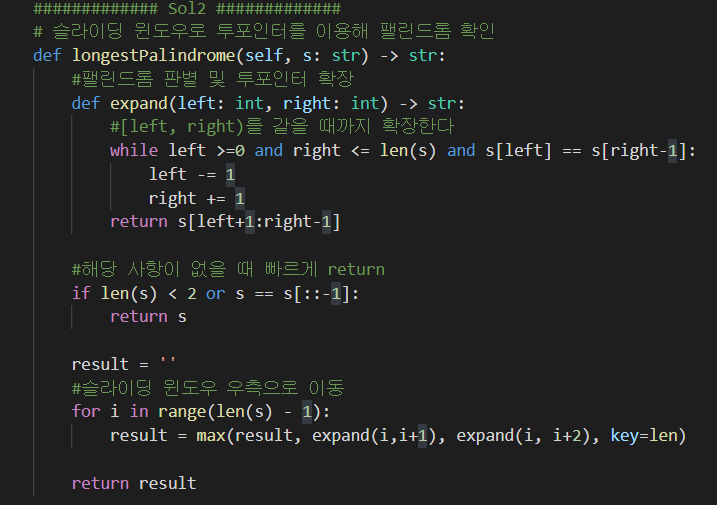 ############# Sol2 #############
# 슬라이딩 윈도우로 투포인터를 이용해 팰린드롬 확인
def longestPalindrome(self, s: str) -> str:
    #팰린드롬 판별 및 투포인터 확장
    def expand(left: int, right: int) -> str:
        #[left, right)를 같을 때까지 확장한다
        while left >=0 and right <= len(s) and s[left] == s[right-1]:
            left -= 1
            right += 1
        return s[left+1:right-1]
    #해당 사항이 없을 때 빠르게 return
    if len(s) < 2 or s == s[::-1]:
        return s
    result = ''
    #슬라이딩 윈도우 우측으로 이동
    for i in range(len(s) - 1):
        result = max(result, expand(i,i+1), expand(i, i+2), key=len)
    return result